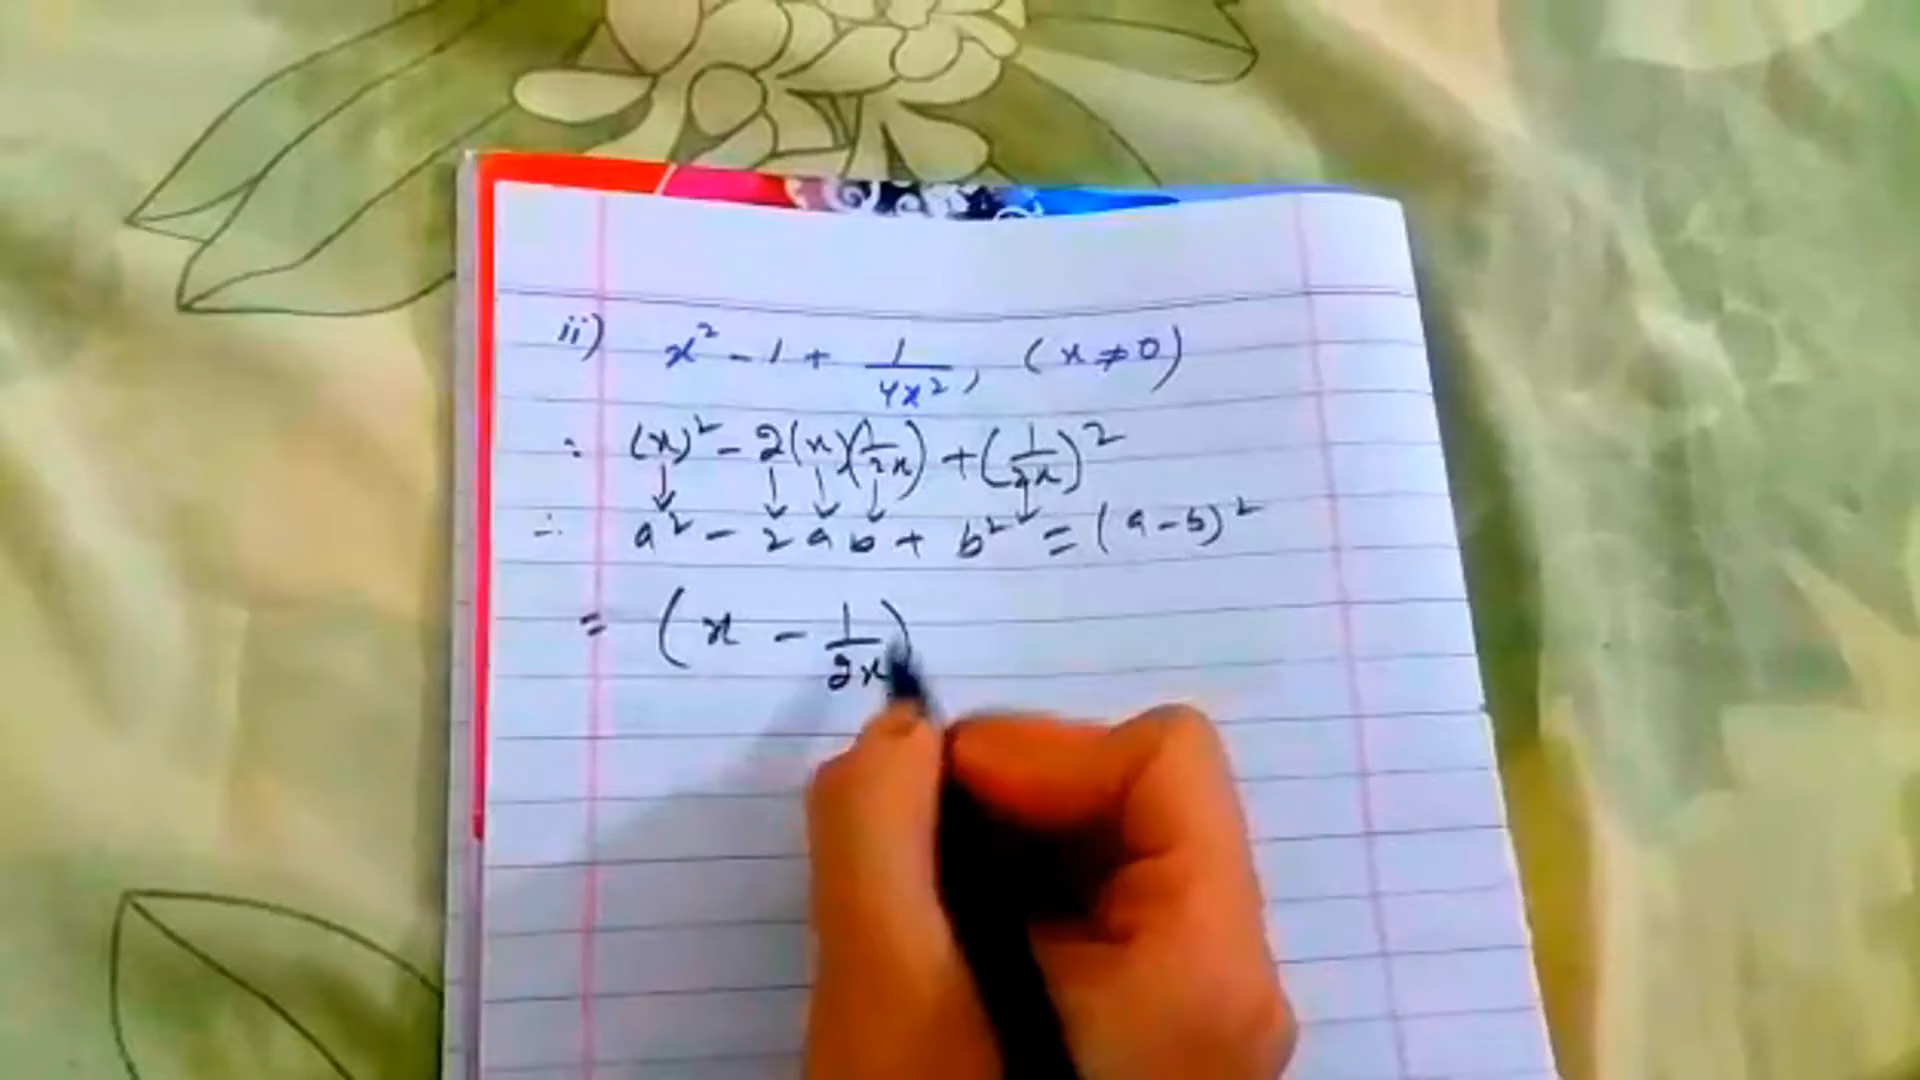 ii) x² - 1 + 1/4x², (x ≠ 0)
: (x)² - 2(x)(1/2x) + (1/2x)²
∴ a² - 2ab + b² = (a-b)²
= (x - 1/2x)